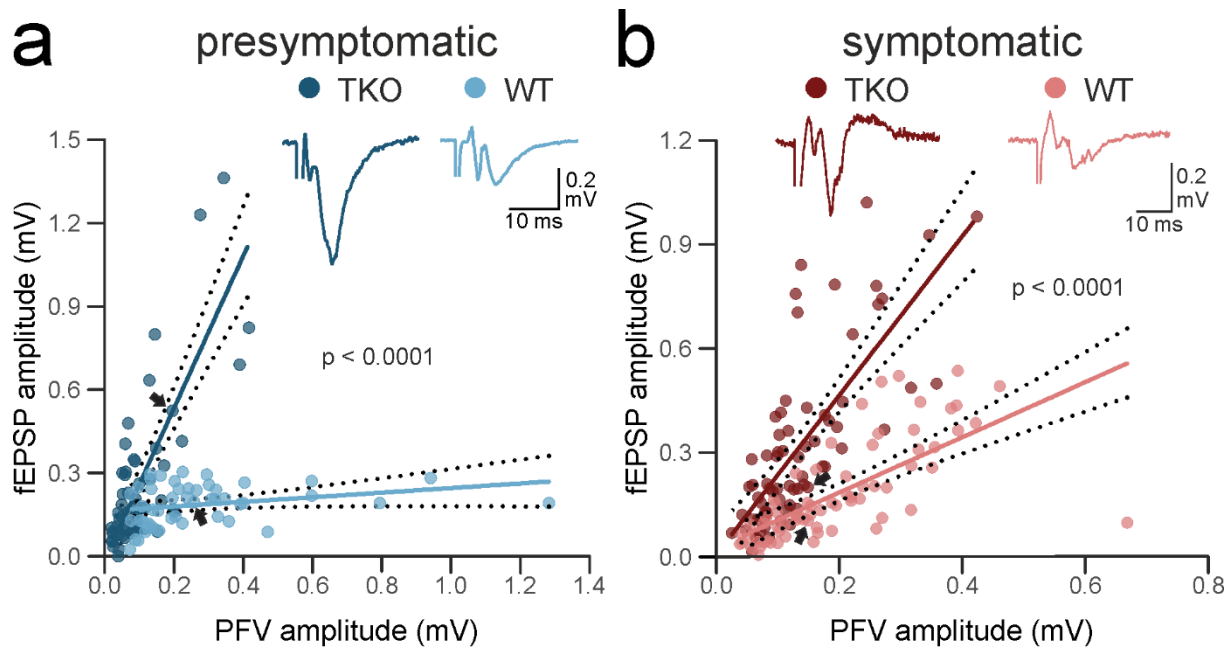 a presymptomatic
TKO WT
1.5
1.2
0.9
0.6
0.3
0.0
fEPSP amplitude (mV)
0.2
mV
10 ms
p < 0.0001
0.0 0.2 0.4 0.6 0.8 1.0 1.2 1.4
PFV amplitude (mV)
b symptomatic
TKO WT
1.2
0.9
0.6
0.3
0.0
fEPSP amplitude (mV)
0.2
mV
10 ms
p < 0.0001
0.0 0.2 0.4 0.6 0.8
PFV amplitude (mV)